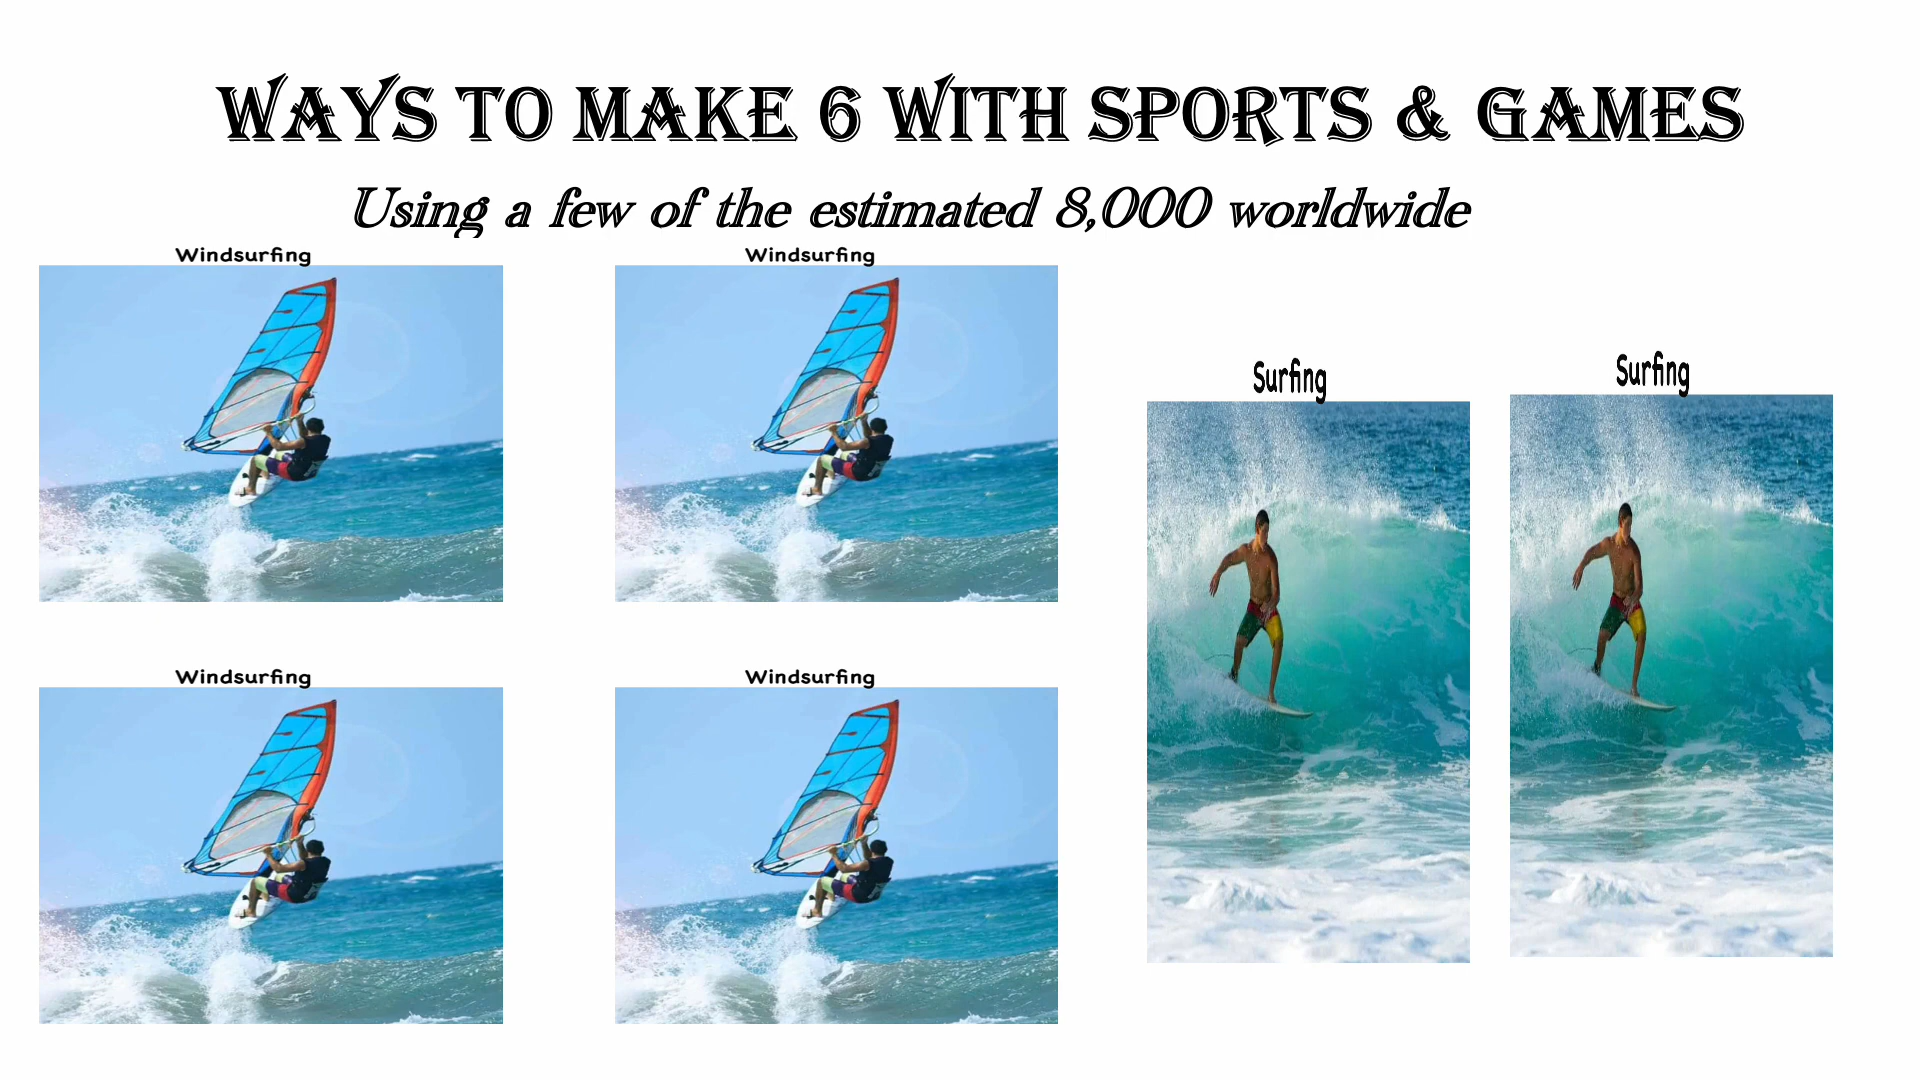 WAYS TO MAKE 6 WITH SPORTS & GAMES
Using a few of the estimated 8,000 worldwide
Windsurfing
Windsurfing
Surfing
Surfing
Windsurfing
Windsurfing